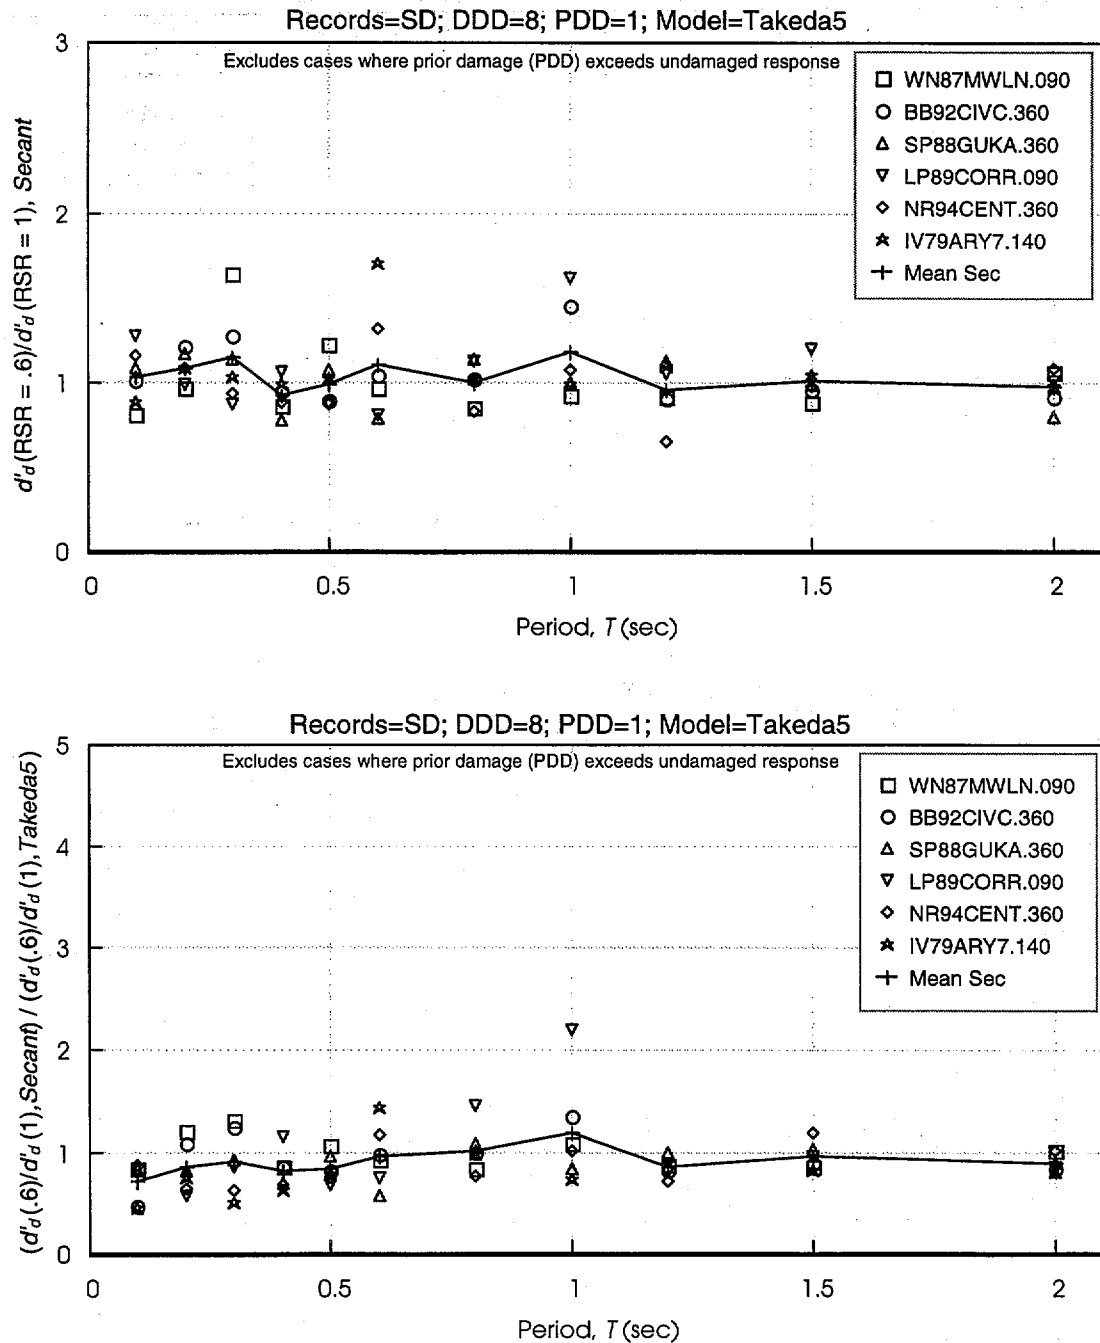 Records=SD; DDD=8; PDD=1; Model=Takeda5
Excludes cases where prior damage (PDD) exceeds undamaged response
3
2
1
0
d'd (RSR = .6)/d'd (RSR = 1), Secant
WN87MWLN.090
BB92CIVC.360
SP88GUKA.360
LP89CORR.090
NR94CENT.360
IV79ARY7.140
Mean Sec
0 0.5 1 1.5 2
Period, T (sec)
Records=SD; DDD=8; PDD=1; Model=Takeda5
Excludes cases where prior damage (PDD) exceeds undamaged response
5
4
3
2
1
0
(d'd (.6)/d'd (1), Secant) / (d'd (.6)/d'd (1), Takeda5)
WN87MWLN.090
BB92CIVC.360
SP88GUKA.360
LP89CORR.090
NR94CENT.360
IV79ARY7.140
Mean Sec
0 0.5 1 1.5 2
Period, T (sec)